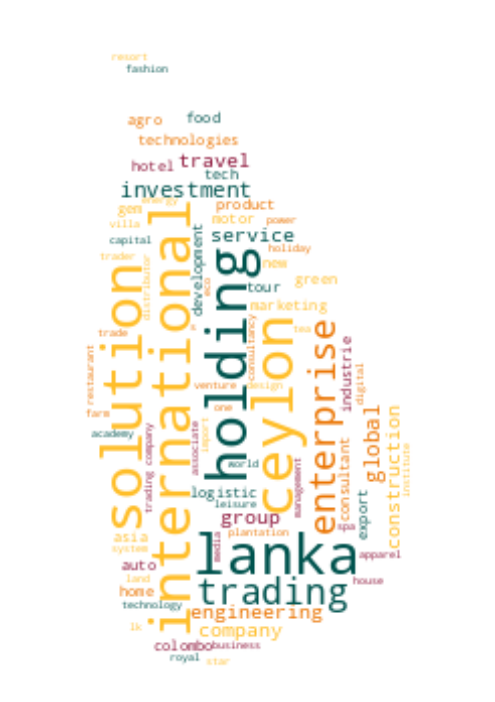 resort
fashion
agro
food
technologies
hotel
travel
tech
investment
energy
gem
product
villa
motor
power
capital
service
development
holiday
trader
distributor
new
eco
tour
green
international
solution
holding
marketing
ceylon
tea
trade
consultancy
enterprise
industrie
restaurant
digital
venture
design
farm
one
global
construction
academy
trading company
associate
import
world
consultant
institute
management
logistic
leisure
export
group
spa
asia
plantation
system
media
lanka
apparel
auto
land
house
home
trading
technology
engineering
lk
company
colombo
business
royal
star